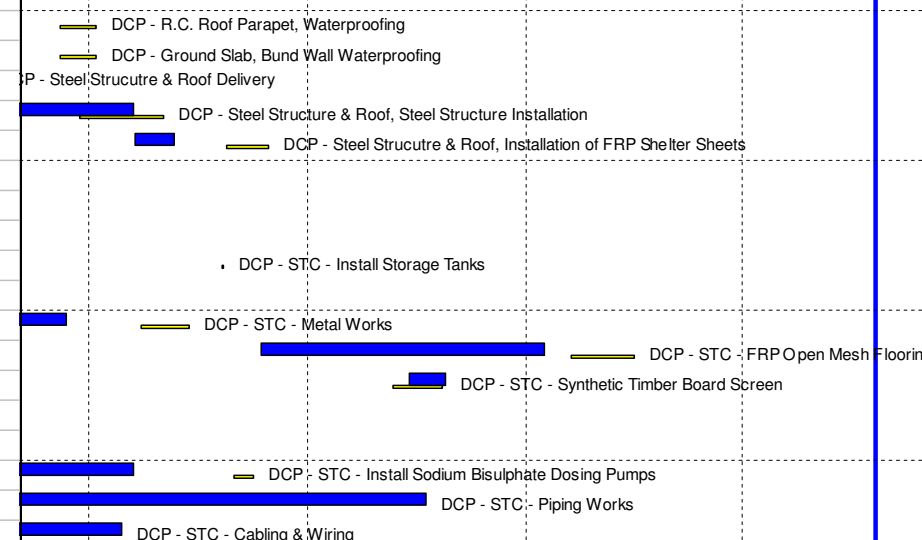 DCP - R.C. Roof Parapet, Waterproofing
DCP - Ground Slab, Bund Wall Waterproofing
CP - Steel Strucutre & Roof Delivery
DCP - Steel Structure & Roof, Steel Structure Installation
DCP - Steel Strucutre & Roof, Installation of FRP Shelter Sheets
DCP - STC - Install Storage Tanks
DCP - STC - Metal Works
DCP - STC - FRP Open Mesh Floorin
DCP - STC - Synthetic Timber Board Screen
DCP - STC - Install Sodium Bisulphate Dosing Pumps
DCP - STC - Piping Works
DCP - STC - Cabling & Wiring